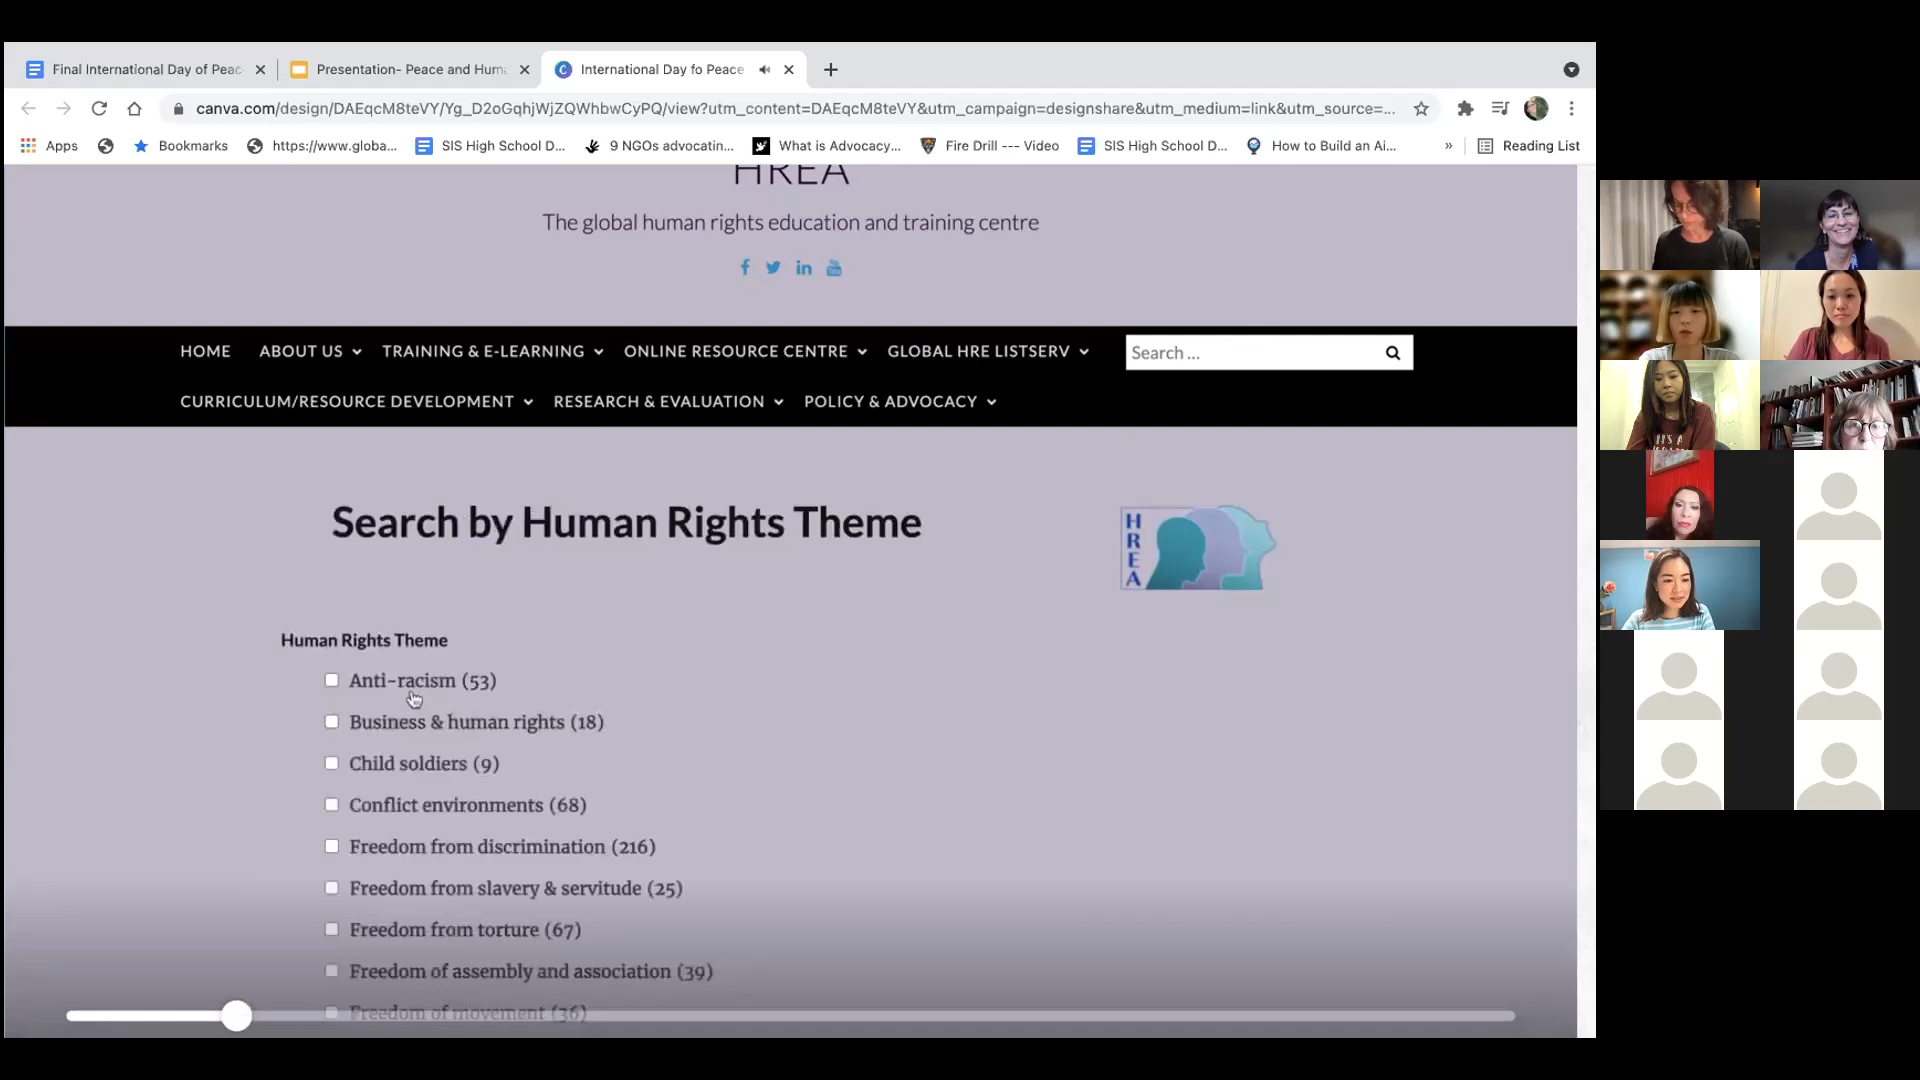 Final International Day of Peac
Presentation- Peace and Huma
International Day fo Peace
canva.com/design/DAEqcM8teVY/Yg_D2oGqhjWjZQWhbwCyPQ/view?utm_content=DAEqcM8teVY&utm_campaign=designshare&utm_medium=link&utm_source=...
Apps
Bookmarks
https://www.globa...
SIS High School D...
9 NGOs advocatin...
What is Advocacy...
Fire Drill --- Video
SIS High School D...
How to Build an Ai...
»
Reading List
HREA
The global human rights education and training centre
HOME
ABOUT US
TRAINING & E-LEARNING
ONLINE RESOURCE CENTRE
GLOBAL HRE LISTSERV
Search ...
CURRICULUM/RESOURCE DEVELOPMENT
RESEARCH & EVALUATION
POLICY & ADVOCACY
Search by Human Rights Theme
HREA
Human Rights Theme
Anti-racism (53)
Business & human rights (18)
Child soldiers (9)
Conflict environments (68)
Freedom from discrimination (216)
Freedom from slavery & servitude (25)
Freedom from torture (67)
Freedom of assembly and association (39)
Freedom of movement (36)